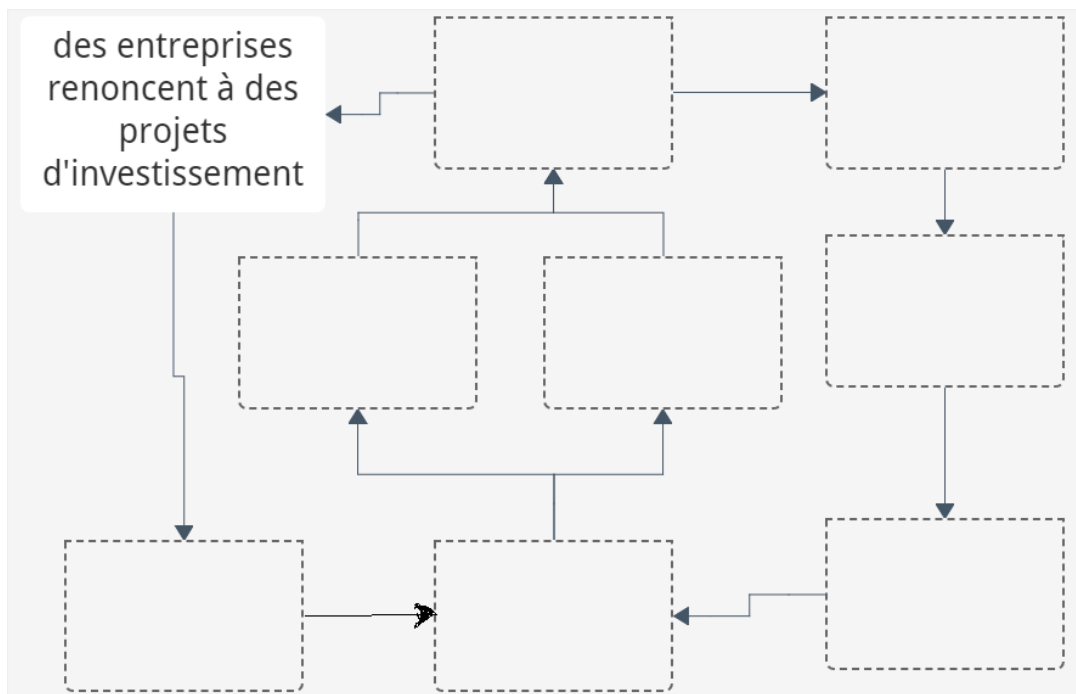 des entreprises
renoncent à des
projets
d'investissement